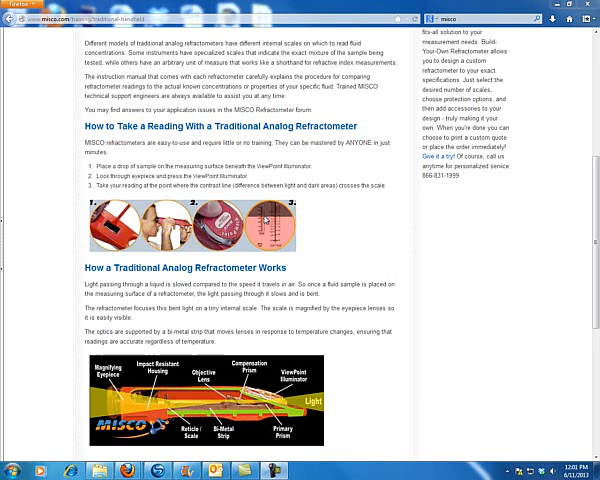 Firefox
www.misco.com/training/traditional-handheld
misco
Different models of traditional analog refractometers have different internal scales on which to read fluid
concentrations. Some instruments have specialized scales that indicate the exact mixture of the sample being
tested, while others have an arbitrary unit of measure that works like a shorthand for refractive index measurements.
The instruction manual that comes with each refractometer carefully explains the procedure for comparing
refractometer readings to the actual known concentrations or properties of your specific fluid. Trained MISCO
technical support engineers are always available to assist you at any time.
You may find answers to your application issues in the MISCO Refractometer forum.
How to Take a Reading With a Traditional Analog Refractometer
MISCO refractometers are easy-to-use and require little or no training. They can be mastered by ANYONE in just
minutes.
1. Place a drop of sample on the measuring surface beneath the ViewPoint Illuminator.
2. Look through eyepiece and press the ViewPoint Illuminator.
3. Take your reading at the point where the contrast line (difference between light and dark areas) crosses the scale.
1. 2. 3.
How a Traditional Analog Refractometer Works
Light passing through a liquid is slowed compared to the speed it travels in air. So once a fluid sample is placed on
the measuring surface of a refractometer, the light passing through it slows and is bent.
The refractometer focuses this bent light on a tiny internal scale. The scale is magnified by the eyepiece lenses so
it is easily visible.
The optics are supported by a bi-metal strip that moves lenses in response to temperature changes, ensuring that
readings are accurate regardless of temperature.
Magnifying
Eyepiece
Impact Resistant
Housing
Objective
Lens
Compensation
Prism
ViewPoint
Illuminator
Light
MISCO
Reticle /
Scale
Bi-Metal
Strip
Primary
Prism
fits-all solution to your
measurement needs. Build-
Your-Own Refractometer allows
you to design a custom
refractometer to your exact
specifications. Just select the
desired number of scales,
choose protection options, and
then add accessories to your
design - truly making it your
own. When you're done you can
choose to print a custom quote
or place the order immediately!
Give it a try! Of course, call us
anytime for personalized service.
866-831-1999
12:01 PM
6/11/2013